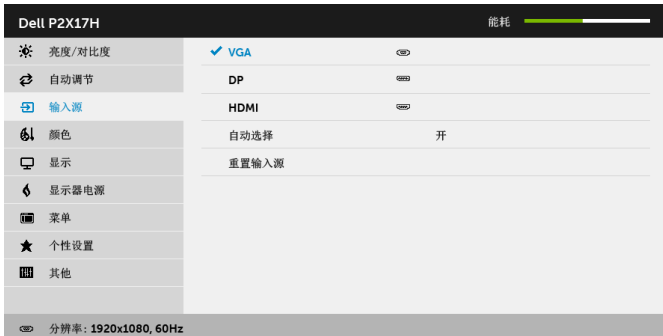 Dell P2X17H
能耗
亮度/对比度
VGA
自动调节
DP
输入源
HDMI
颜色
自动选择 开
显示
重置输入源
显示器电源
菜单
个性设置
其他
分辨率: 1920x1080, 60Hz